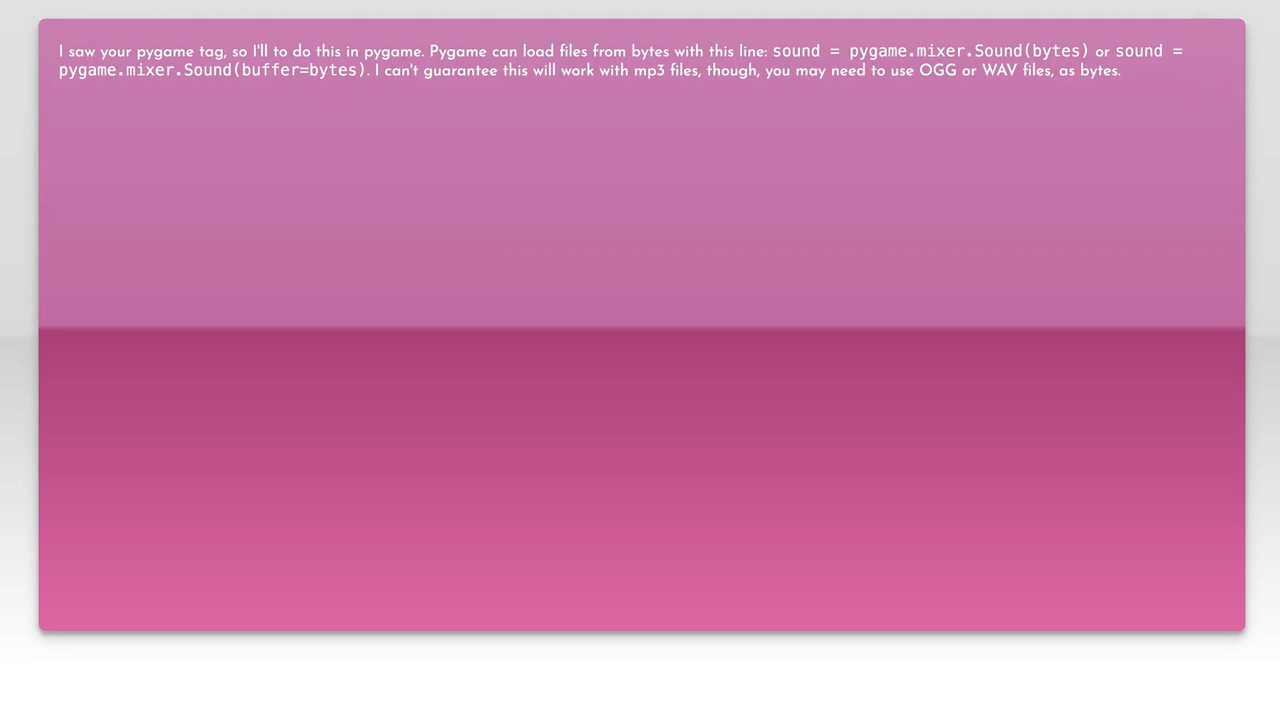 I saw your pygame tag, so I'll to do this in pygame. Pygame can load files from bytes with this line: sound = pygame.mixer.Sound(bytes) or sound =
pygame.mixer.Sound(buffer=bytes). I can't guarantee this will work with mp3 files, though, you may need to use OGG or WAV files, as bytes.